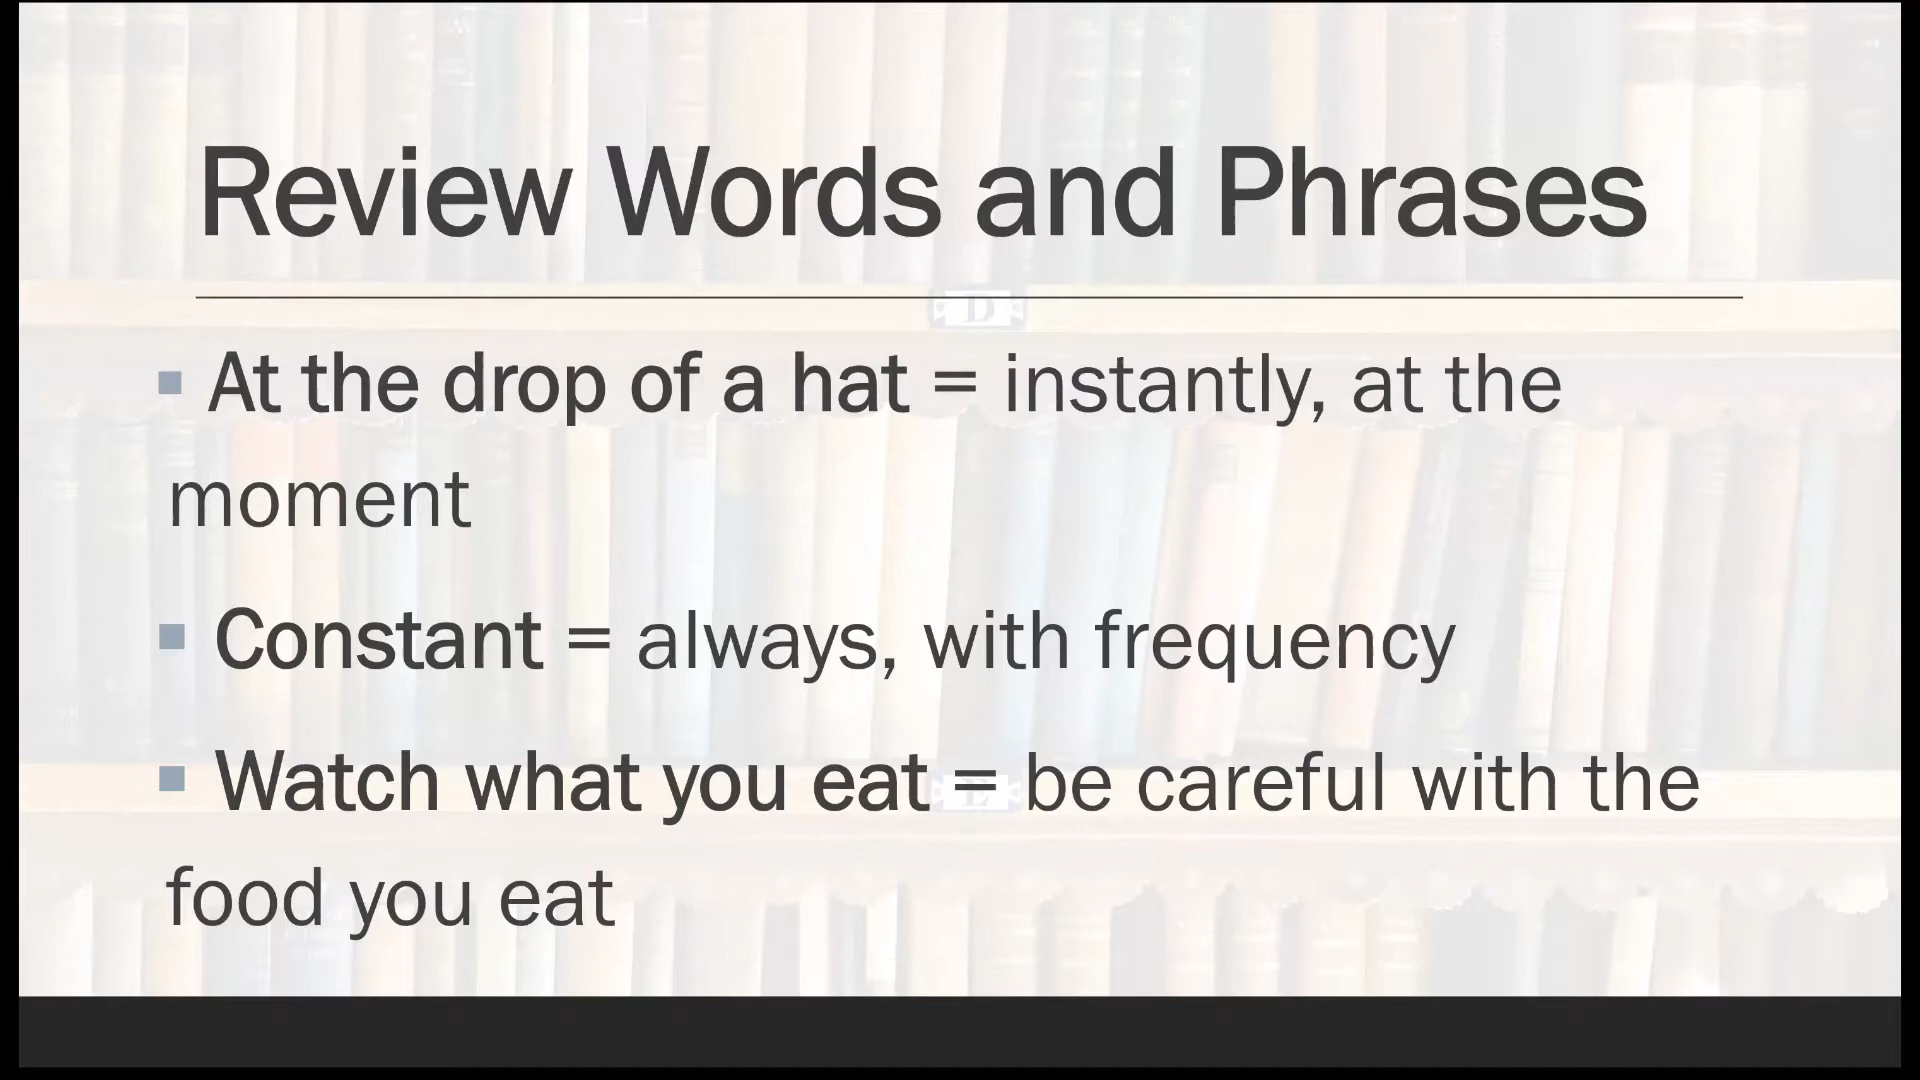 Review Words and Phrases
D
▪ At the drop of a hat = instantly, at the
moment
▪ Constant = always, with frequency
▪ Watch what you eat = be careful with the
food you eat